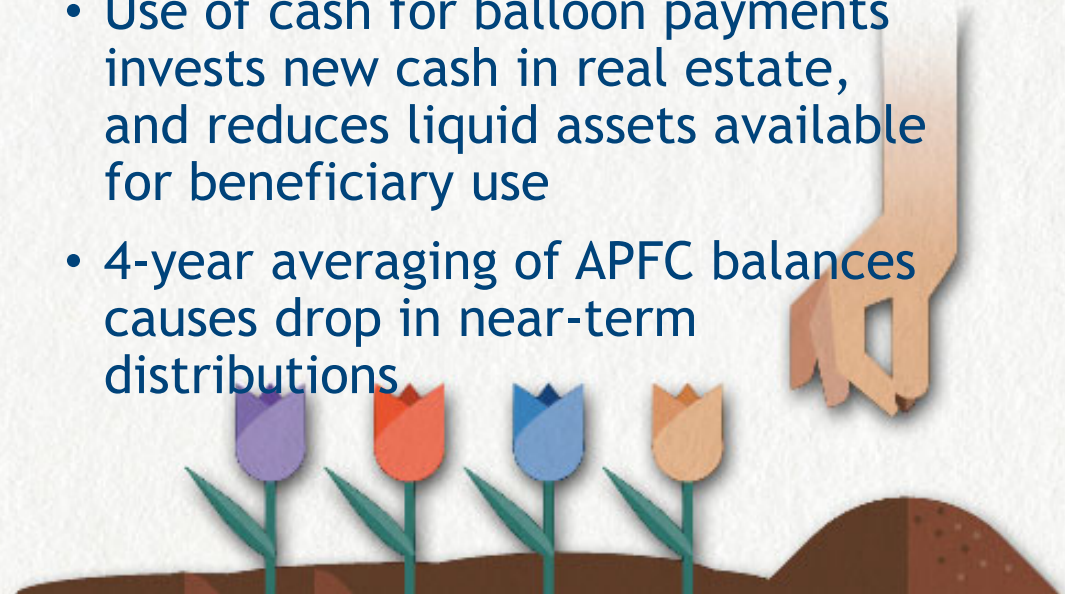 • Use of cash for balloon payments
invests new cash in real estate,
and reduces liquid assets available
for beneficiary use
• 4-year averaging of APFC balances
causes drop in near-term
distributions